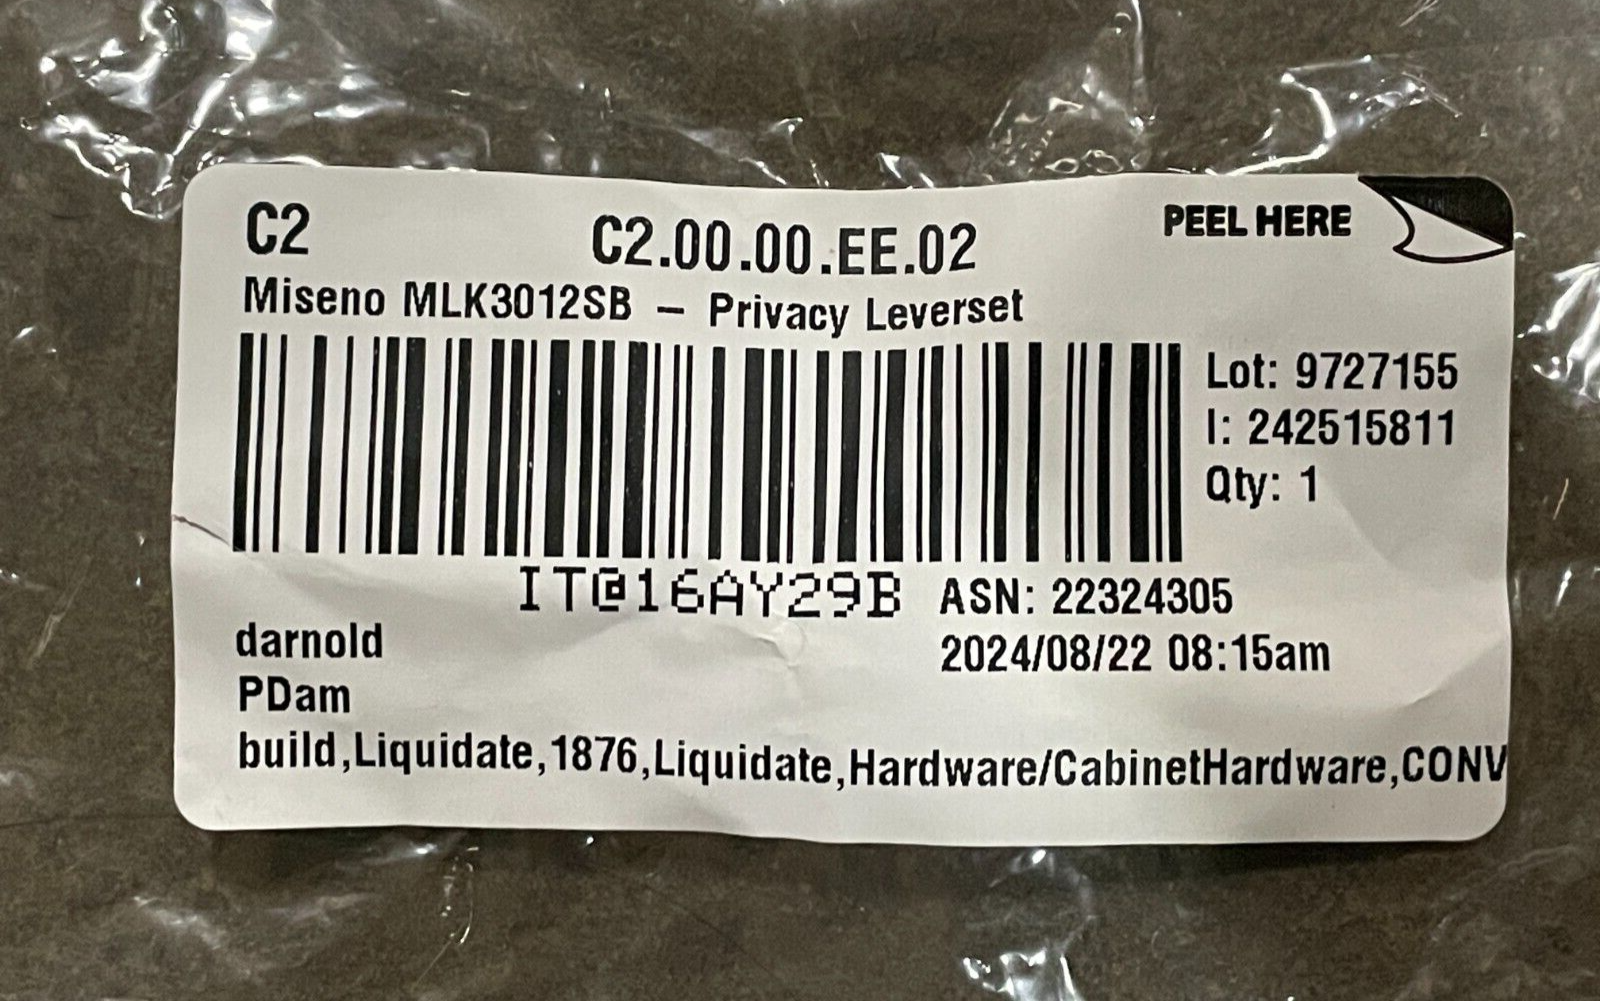 C2 C2.00.00.EE.02 PEEL HERE
Miseno MLK3012SB – Privacy Leverset
Lot: 9727155
I: 242515811
Qty: 1
IT@16AY29B ASN: 22324305
darnold 2024/08/22 08:15am
PDam
build,Liquidate,1876,Liquidate,Hardware/CabinetHardware,CONV